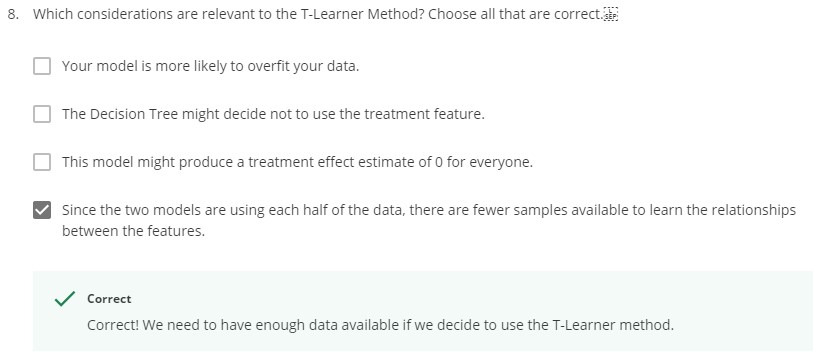 8. Which considerations are relevant to the T-Learner Method? Choose all that are correct.
Your model is more likely to overfit your data.
The Decision Tree might decide not to use the treatment feature.
This model might produce a treatment effect estimate of 0 for everyone.
Since the two models are using each half of the data, there are fewer samples available to learn the relationships
between the features.
Correct
Correct! We need to have enough data available if we decide to use the T-Learner method.